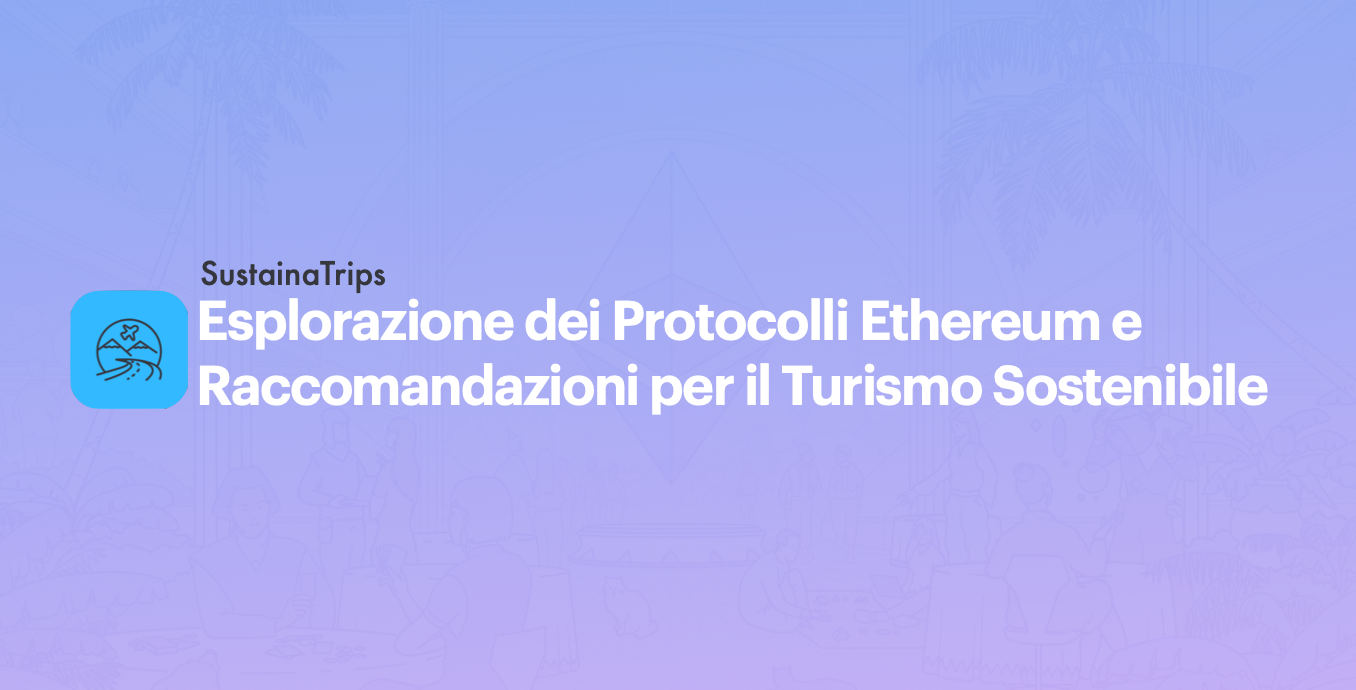 SustainaTrips
Esplorazione dei Protocolli Ethereum e
Raccomandazioni per il Turismo Sostenibile